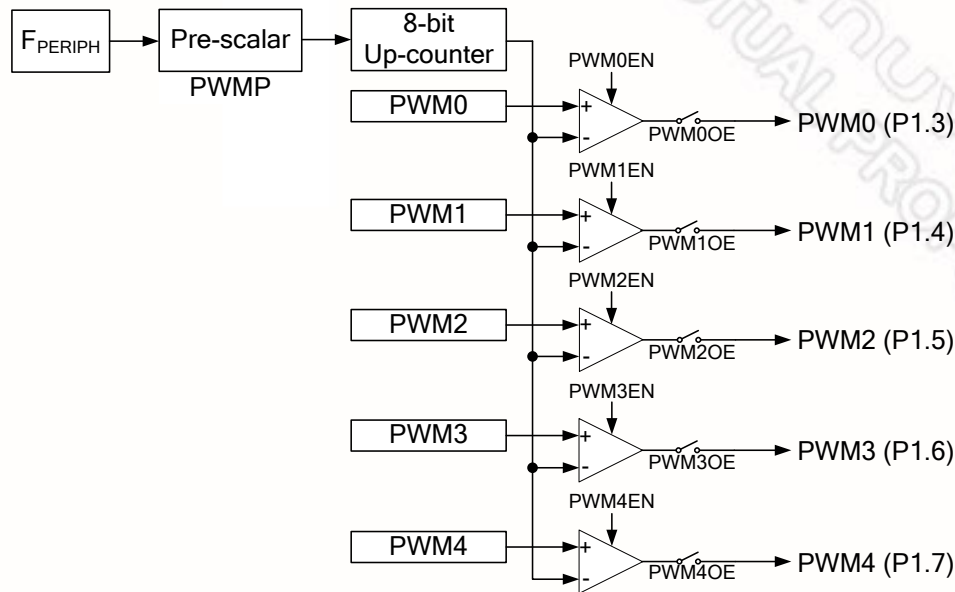 FPERIPH
Pre-scalar
PWMP
8-bit
Up-counter
PWM0
PWM0EN
+
-
PWM0OE
PWM0 (P1.3)
PWM1
PWM1EN
+
-
PWM1OE
PWM1 (P1.4)
PWM2
PWM2EN
+
-
PWM2OE
PWM2 (P1.5)
PWM3
PWM3EN
+
-
PWM3OE
PWM3 (P1.6)
PWM4
PWM4EN
+
-
PWM4OE
PWM4 (P1.7)